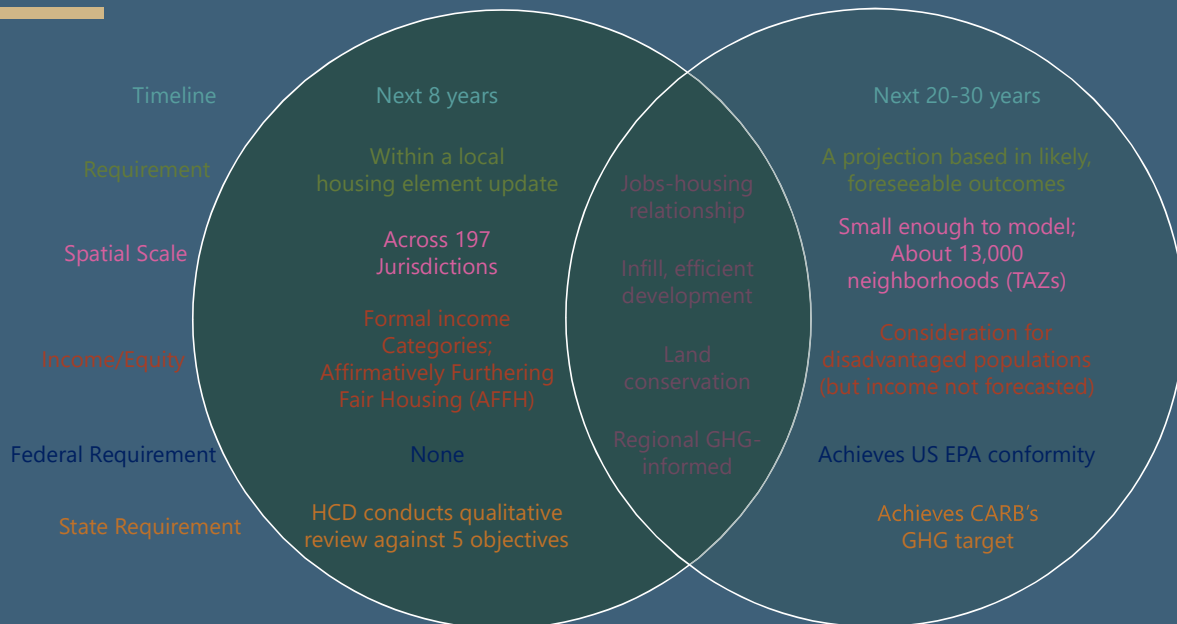 Timeline
Next 8 years
Next 20-30 years
Requirement
Within a local
housing element update
A projection based in likely,
foreseeable outcomes
Jobs-housing
relationship
Spatial Scale
Across 197
Jurisdictions
Small enough to model;
About 13,000
neighborhoods (TAZs)
Infill, efficient
development
Income/Equity
Formal income
Categories;
Affirmatively Furthering
Fair Housing (AFFH)
Land
conservation
Consideration for
disadvantaged populations
(but income not forecasted)
Federal Requirement
None
Regional GHG-
informed
Achieves US EPA conformity
State Requirement
HCD conducts qualitative
review against 5 objectives
Achieves CARB's
GHG target